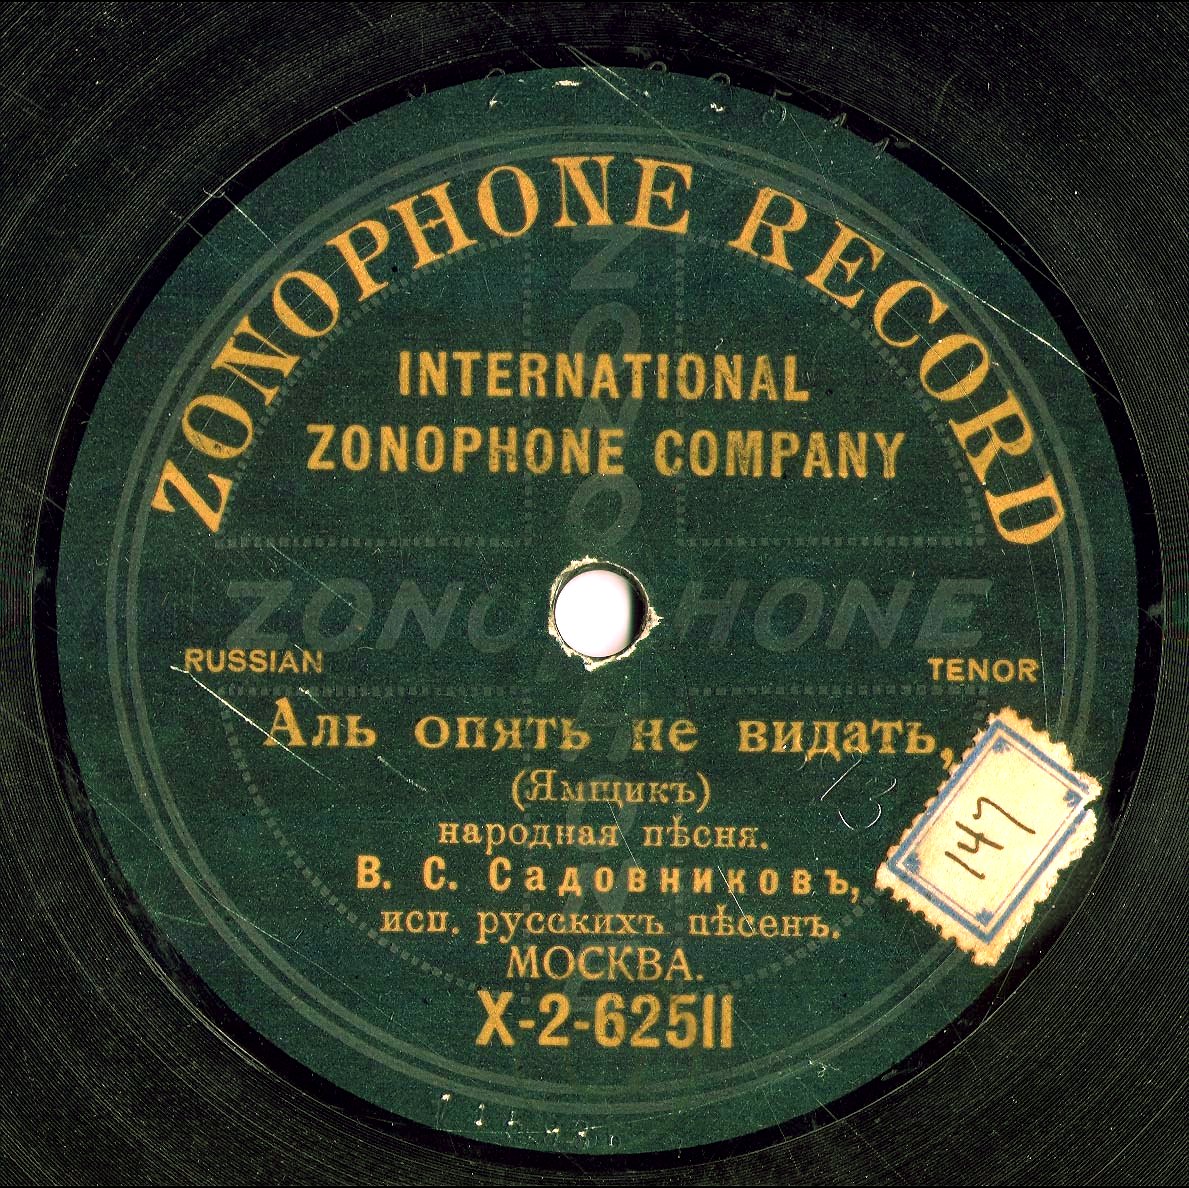 ZONOPHONE RECORD
INTERNATIONAL
ZONOPHONE COMPANY
ZONOPHONE
ZONOPHONE
RUSSIAN
TENOR
Аль опять не видать,
(Ямщикъ)
народная пѣсня.
В. С. Садовниковъ,
исп. русскихъ пѣсенъ.
МОСКВА.
X-2-62511
147